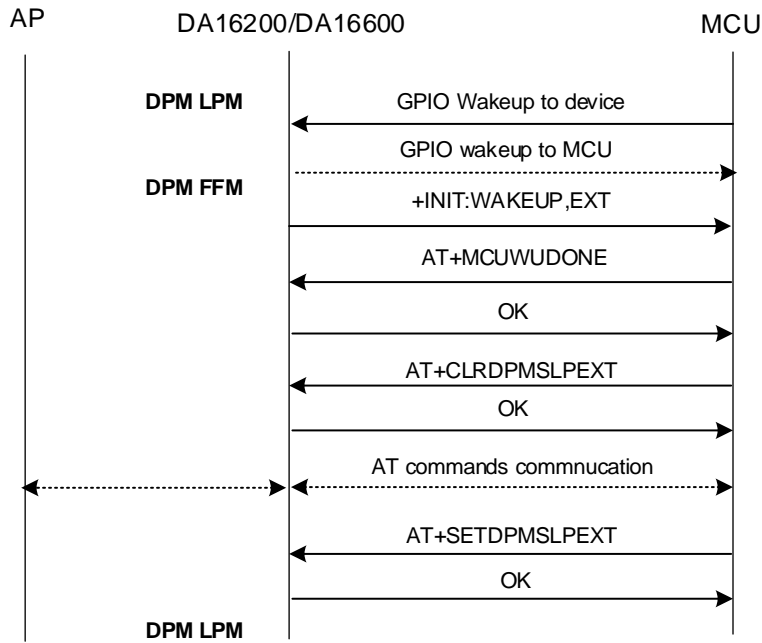 AP
DA16200/DA16600
MCU
DPM LPM
GPIO Wakeup to device
GPIO wakeup to MCU
DPM FFM
+INIT:WAKEUP,EXT
AT+MCUWUDONE
OK
AT+CLRDPMSLPEXT
OK
AT commands commnucation
AT+SETDPMSLPEXT
OK
DPM LPM